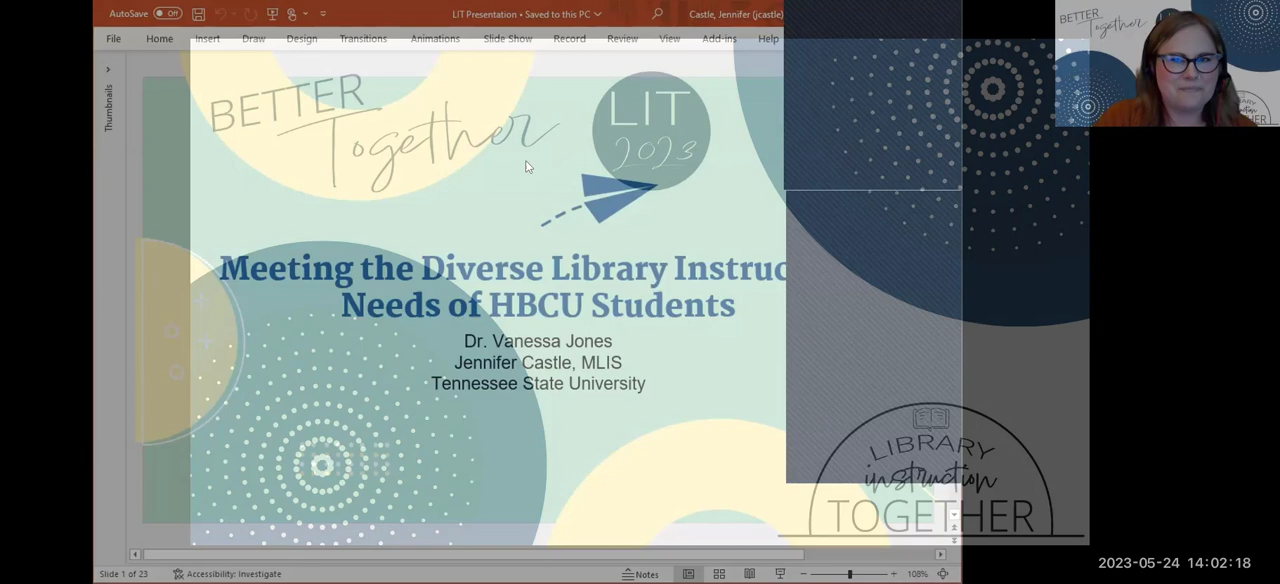 AutoSave Off LIT Presentation • Saved to this PC Castle, Jennifer (jcastle)
File Home Insert Draw Design Transitions Animations Slide Show Record Review View Add-ins Help
Thumbnails
BETTER
Together
LIT
2023
Meeting the Diverse Library Instruc
Needs of HBCU Students
Dr. Vanessa Jones
Jennifer Castle, MLIS
Tennessee State University
LIBRARY
instruction
TOGETHER
BETTER
Together
2023-05-24 14:02:18
Slide 1 of 23 Accessibility: Investigate Notes 108%